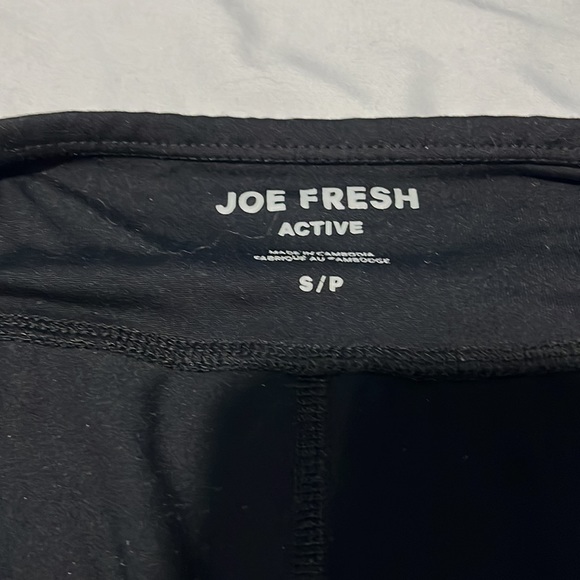 JOE FRESH
ACTIVE
MADE IN CAMBODIA
FABRIQUÉ AU CAMBODGE
S/P